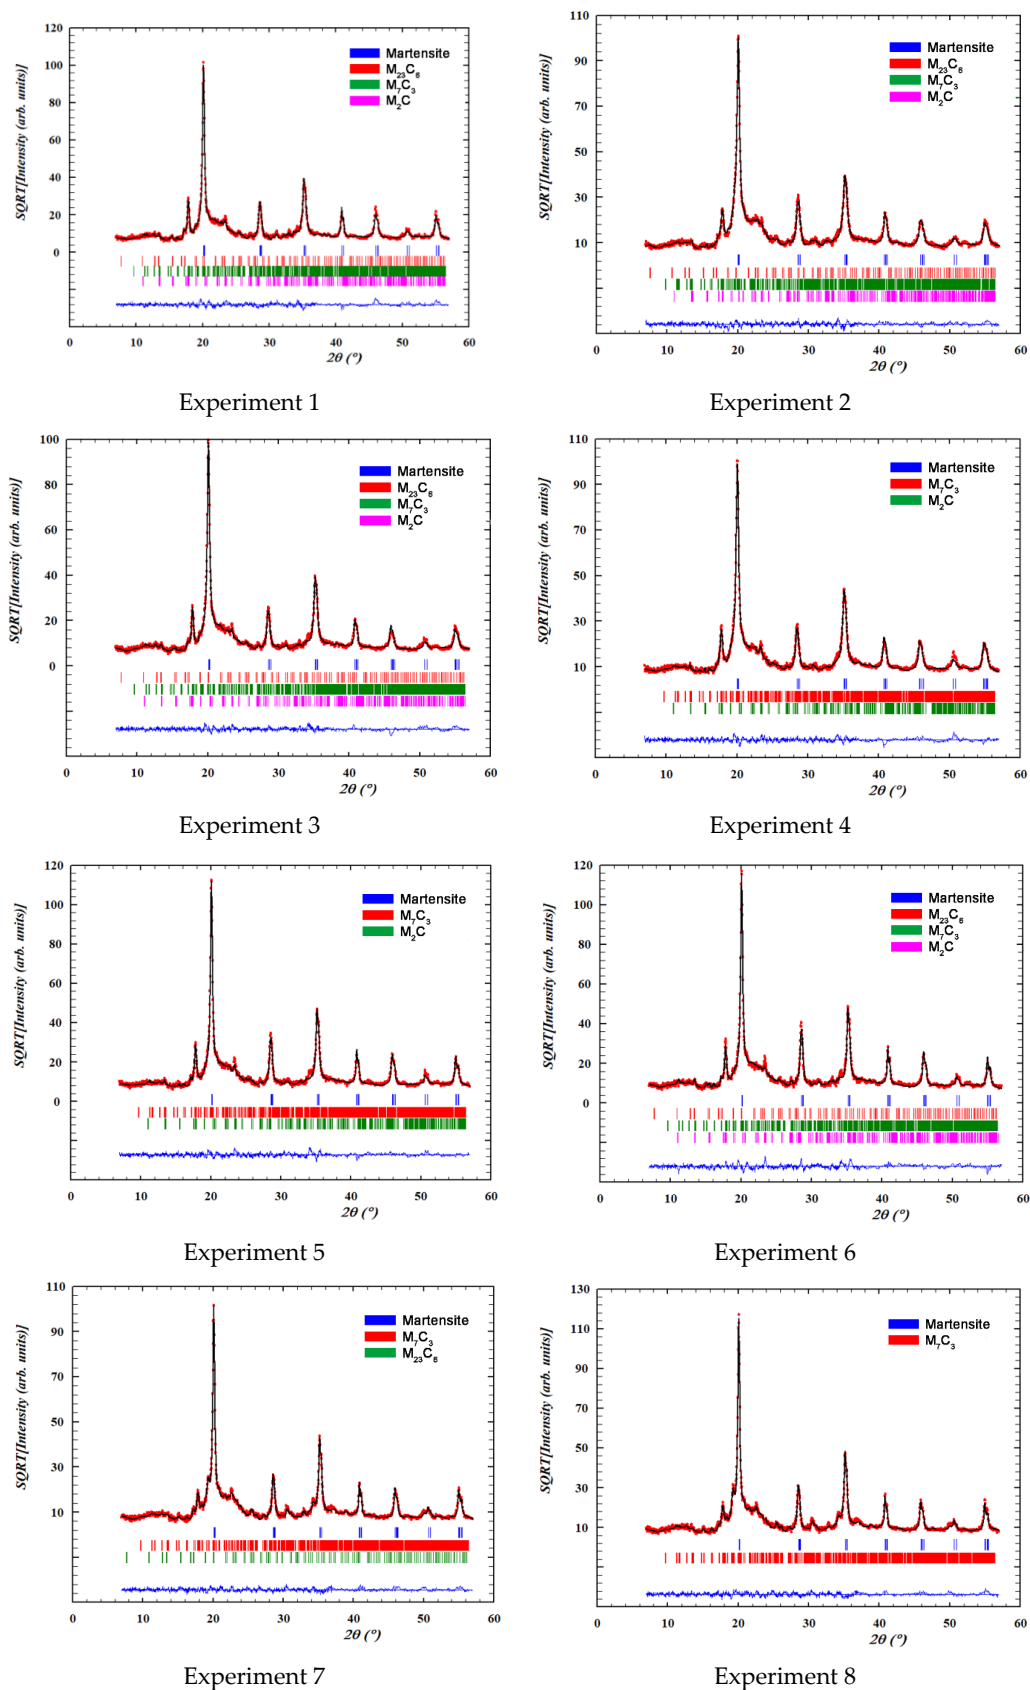 120
100
80
60
40
20
0
SQRT[Intensity (arb. units)]
Martensite
M₂₃C₆
M₇C₃
M₂C
0 10 20 30 40 50 60
2θ (°)
Experiment 1
110
90
70
50
30
10
SQRT[Intensity (arb. units)]
Martensite
M₂₃C₆
M₇C₃
M₂C
0 10 20 30 40 50 60
2θ (°)
Experiment 2
100
80
60
40
20
0
SQRT[Intensity (arb. units)]
Martensite
M₂₃C₆
M₇C₃
M₂C
0 10 20 30 40 50 60
2θ (°)
Experiment 3
110
90
70
50
30
10
SQRT[Intensity (arb. units)]
Martensite
M₇C₃
M₂C
0 10 20 30 40 50 60
2θ (°)
Experiment 4
120
100
80
60
40
20
0
SQRT[Intensity (arb. units)]
Martensite
M₇C₃
M₂C
0 10 20 30 40 50 60
2θ (°)
Experiment 5
120
100
80
60
40
20
0
SQRT[Intensity (arb. units)]
Martensite
M₂₃C₆
M₇C₃
M₂C
0 10 20 30 40 50 60
2θ (°)
Experiment 6
110
90
70
50
30
10
SQRT[Intensity (arb. units)]
Martensite
M₇C₃
M₂₃C₆
0 10 20 30 40 50 60
2θ (°)
Experiment 7
130
110
90
70
50
30
10
SQRT[Intensity (arb. units)]
Martensite
M₇C₃
0 10 20 30 40 50 60
2θ (°)
Experiment 8